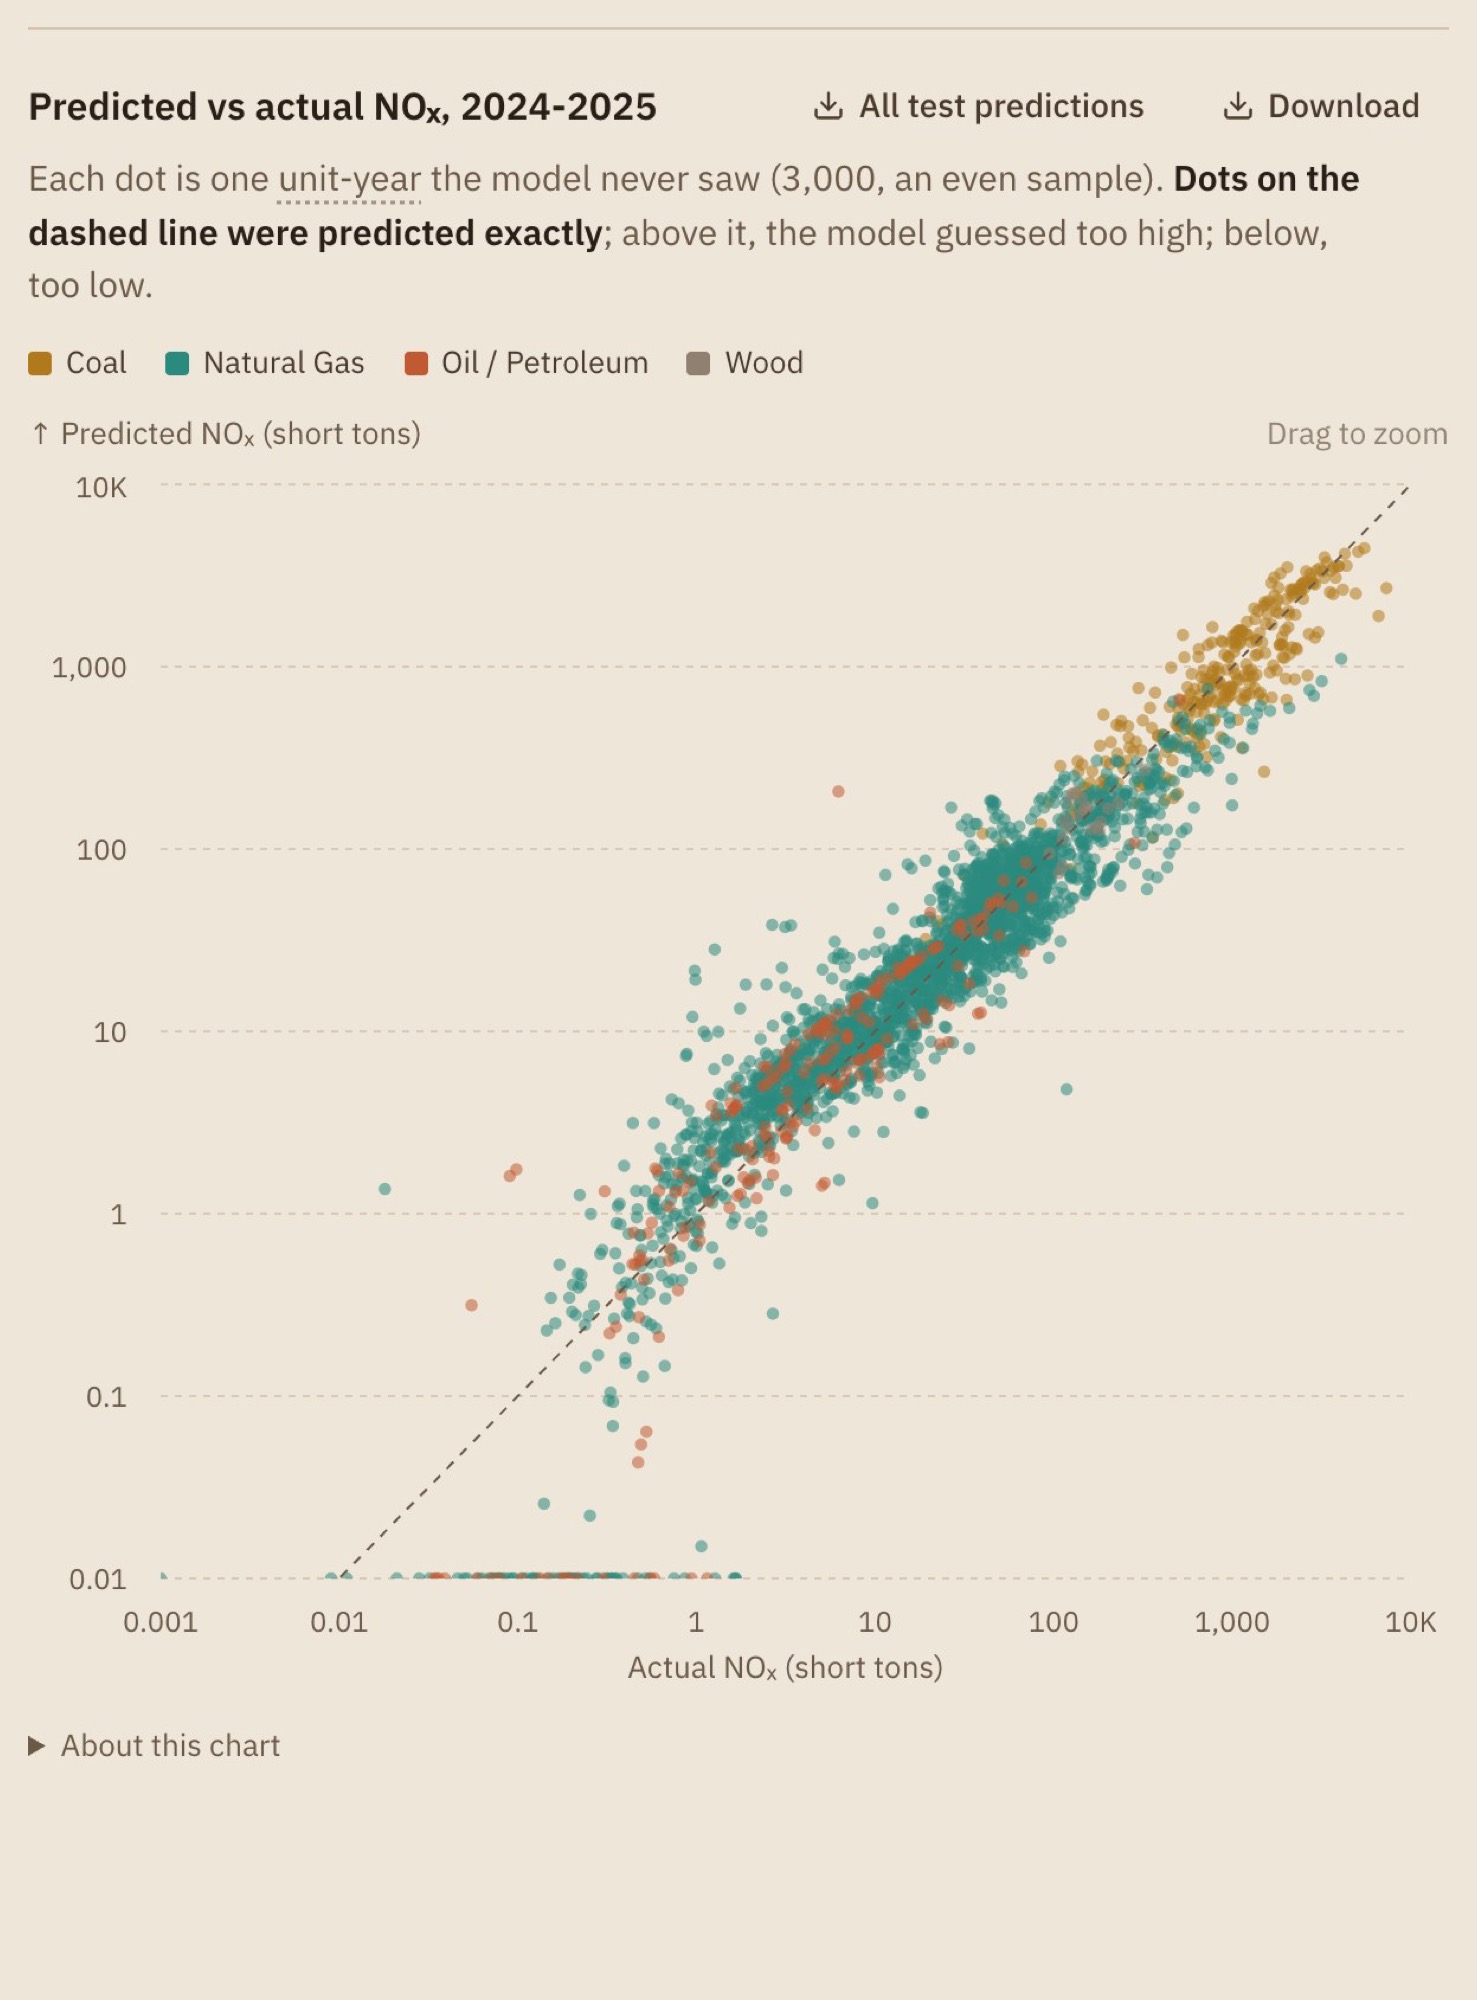 Predicted vs actual NOₓ, 2024-2025
All test predictions
Download
Each dot is one unit-year the model never saw (3,000, an even sample). Dots on the
dashed line were predicted exactly; above it, the model guessed too high; below,
too low.
Coal
Natural Gas
Oil / Petroleum
Wood
↑ Predicted NOₓ (short tons)
Drag to zoom
10K
1,000
100
10
1
0.1
0.01
0.001
0.01
0.1
1
10
100
1,000
10K
Actual NOₓ (short tons)
▶ About this chart